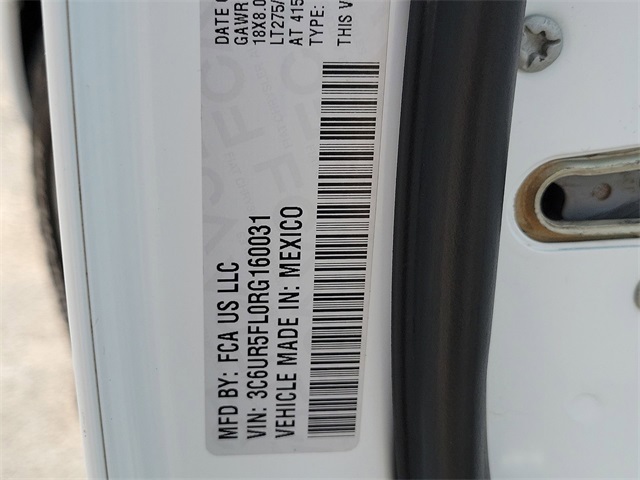 MFD BY: FCA US LLC
VIN: 3C6UR5FL0RG160031
VEHICLE MADE IN: MEXICO
DATE
GAWR
18X8.0
LT275/
AT 415
TYPE:
THIS V